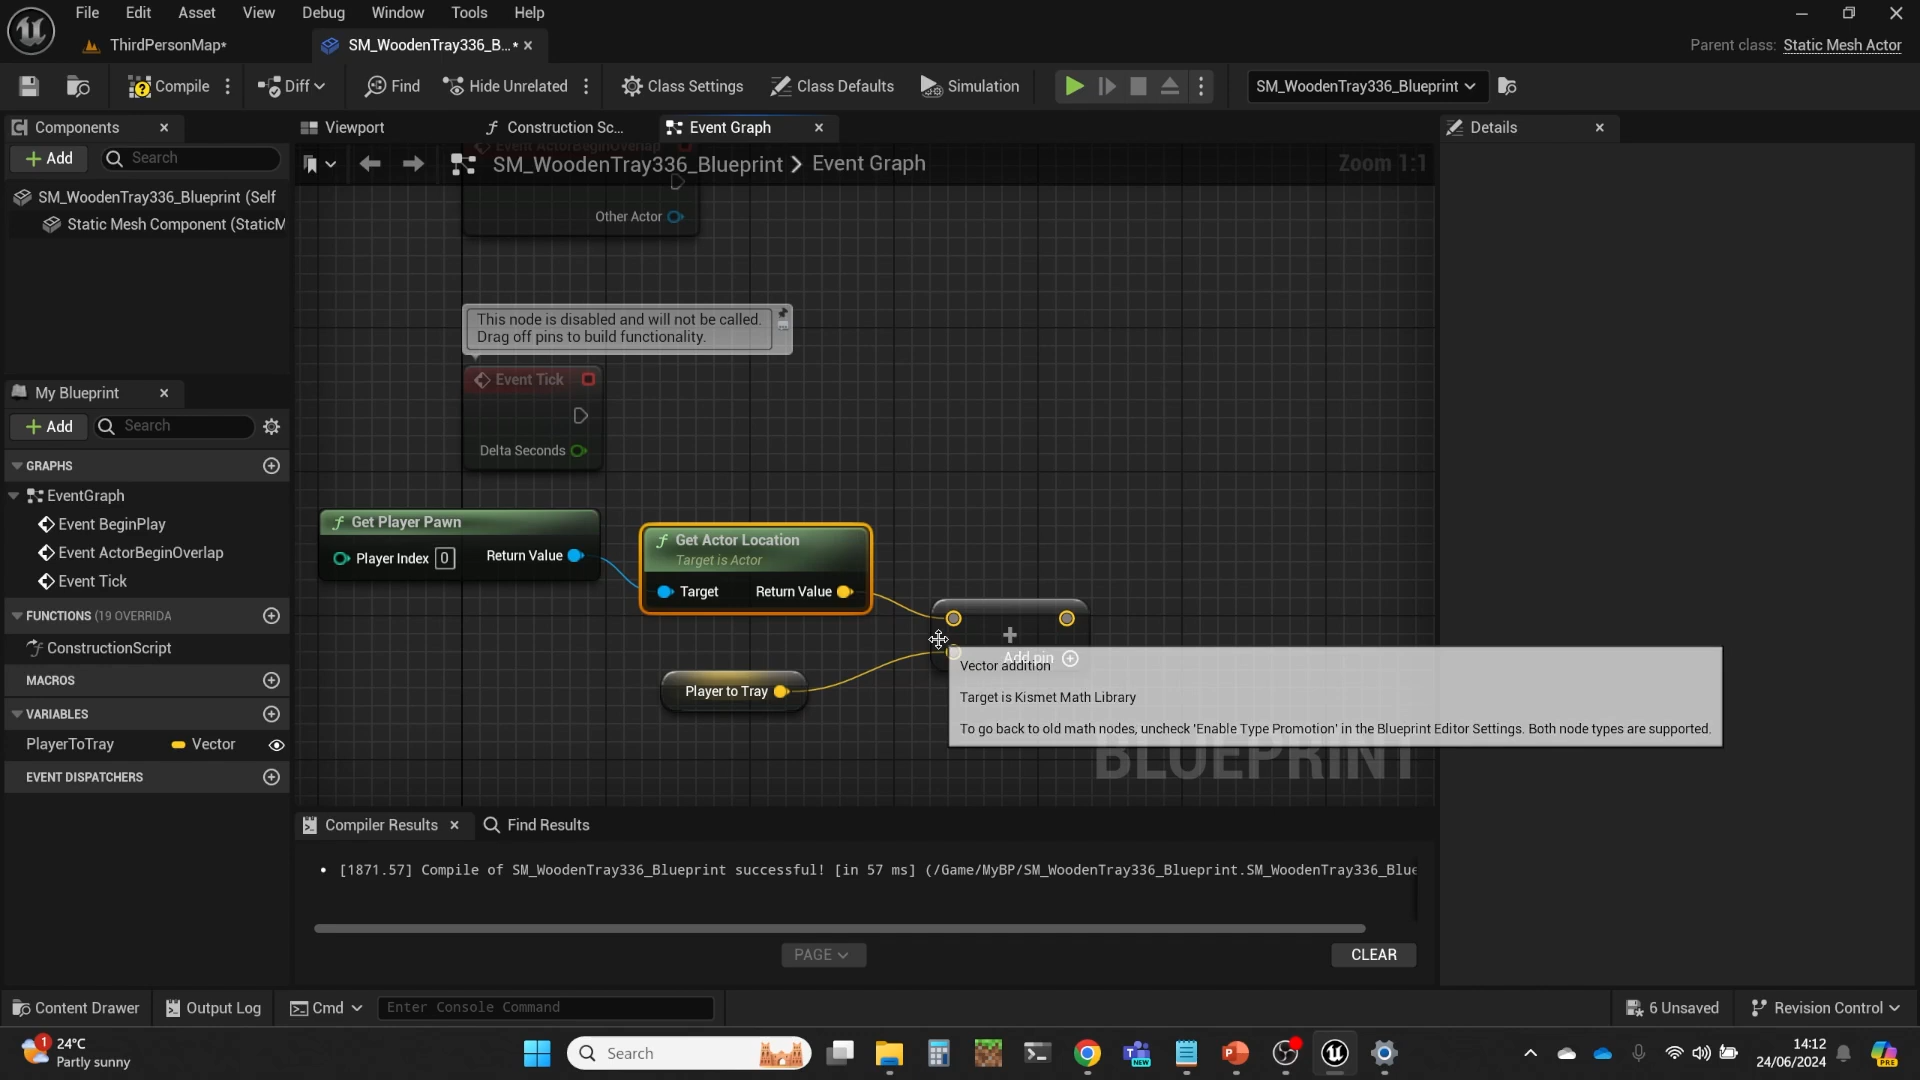 File Edit Asset View Debug Window Tools Help
ThirdPersonMap*
SM_WoodenTray336_B...*
Parent class: Static Mesh Actor
Compile
Diff
Find
Hide Unrelated
Class Settings
Class Defaults
Simulation
SM_WoodenTray336_Blueprint
Components
Viewport
Construction Sc...
Event Graph
Details
+ Add
Search
SM_WoodenTray336_Blueprint > Event Graph
Zoom 1:1
Event ActorBeginOverlap
SM_WoodenTray336_Blueprint (Self
Static Mesh Component (StaticM
Other Actor
This node is disabled and will not be called.
Drag off pins to build functionality.
Event Tick
Delta Seconds
My Blueprint
+ Add
Search
GRAPHS
EventGraph
Event BeginPlay
Event ActorBeginOverlap
Event Tick
FUNCTIONS (19 OVERRIDA
ConstructionScript
MACROS
VARIABLES
PlayerToTray
Vector
EVENT DISPATCHERS
Get Player Pawn
Player Index 0
Return Value
Get Actor Location
Target is Actor
Target
Return Value
Player to Tray
Add pin
Vector addition
Target is Kismet Math Library
To go back to old math nodes, uncheck 'Enable Type Promotion' in the Blueprint Editor Settings. Both node types are supported.
BLUEPRINT
Compiler Results
Find Results
[1871.57] Compile of SM_WoodenTray336_Blueprint successful! [in 57 ms] (/Game/MyBP/SM_WoodenTray336_Blueprint.SM_WoodenTray336_Blue
PAGE
CLEAR
Content Drawer
Output Log
Cmd
Enter Console Command
6 Unsaved
Revision Control
1
24°C
Partly sunny
Search
NEW
14:12
24/06/2024
PRE